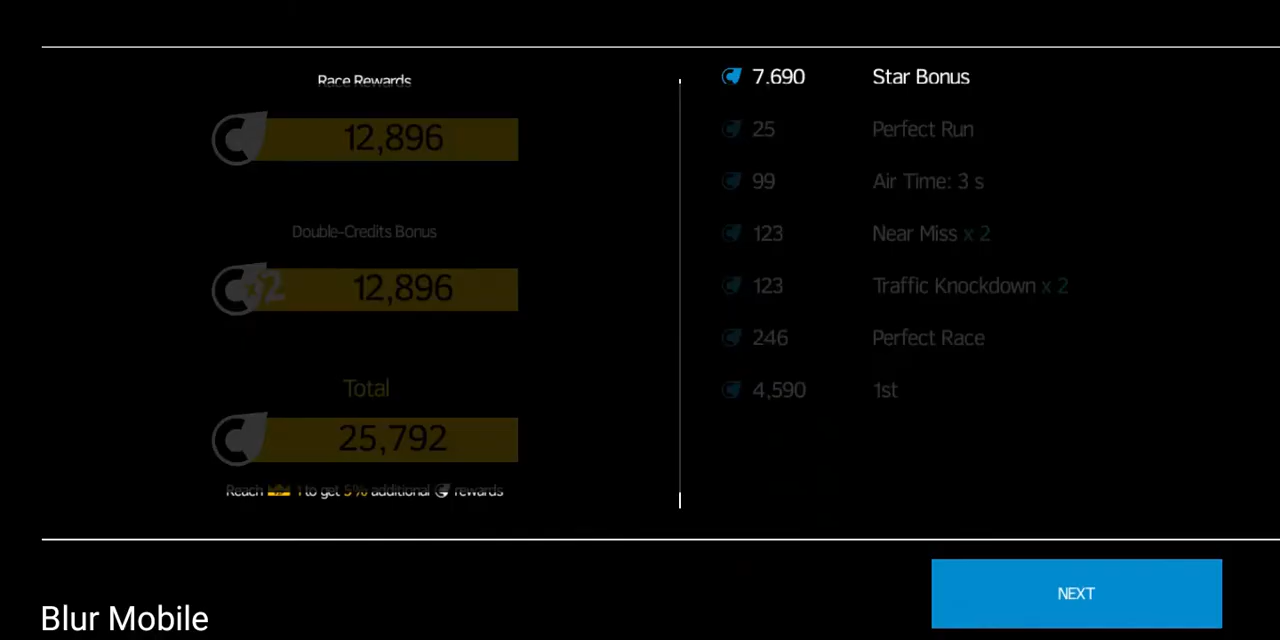 Race Rewards
12,896
Double-Credits Bonus
x2 12,896
Total
25,792
Reach 1 to get 5% additional rewards
7,690 Star Bonus
25 Perfect Run
99 Air Time: 3 s
123 Near Miss x 2
123 Traffic Knockdown x 2
246 Perfect Race
4,590 1st
NEXT
Blur Mobile